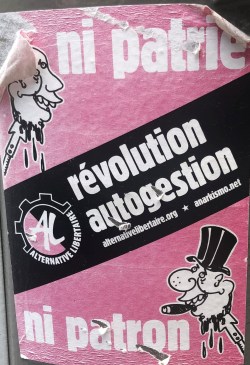 ni patrie
révolution
autogestion
alternativelibertaire.org ★ anarkismo.net
AL
ALTERNATIVE LIBERTAIRE
ni patron